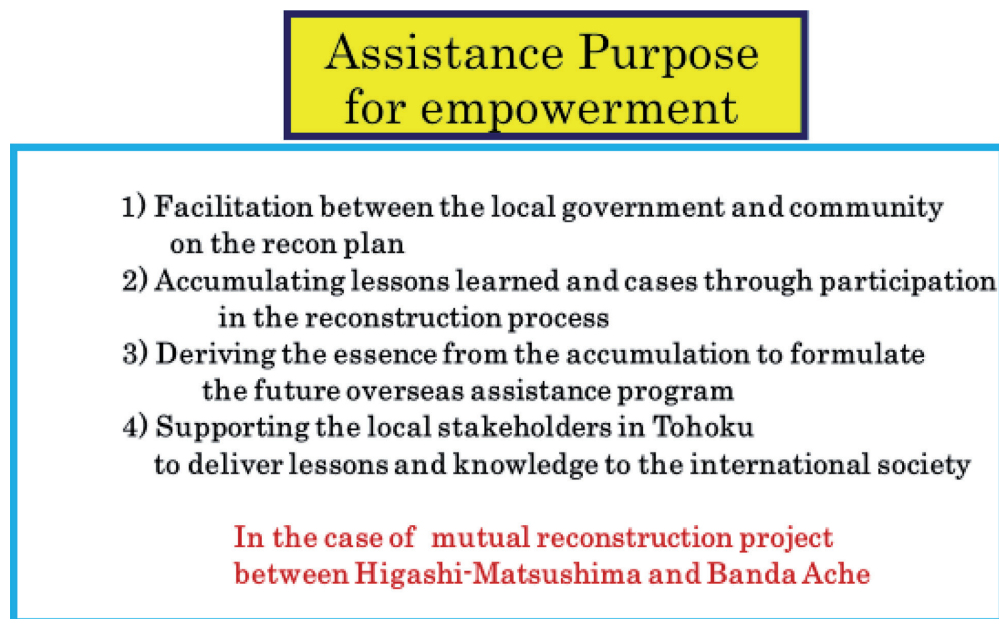 Assistance Purpose
for empowerment
1) Facilitation between the local government and community
on the recon plan
2) Accumulating lessons learned and cases through participation
in the reconstruction process
3) Deriving the essence from the accumulation to formulate
the future overseas assistance program
4) Supporting the local stakeholders in Tohoku
to deliver lessons and knowledge to the international society
In the case of mutual reconstruction project
between Higashi-Matsushima and Banda Ache